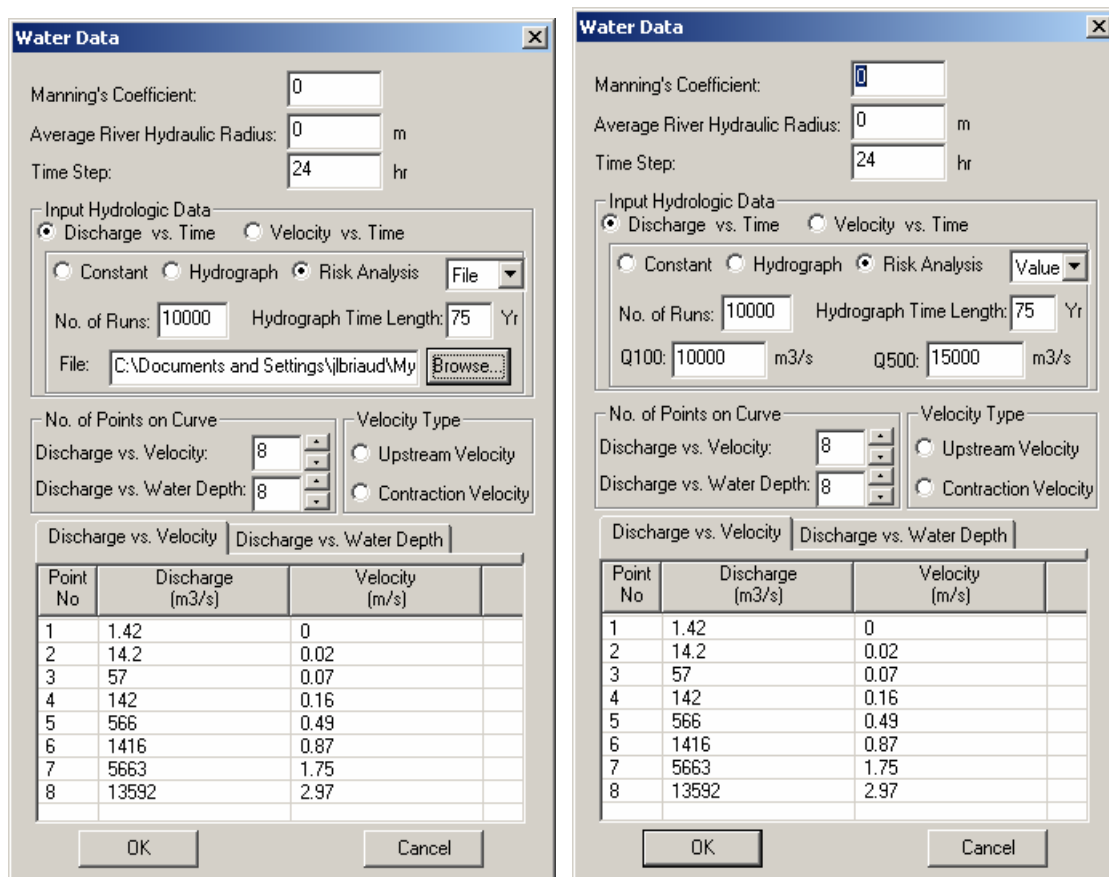 Water Data
Manning's Coefficient: 0
Average River Hydraulic Radius: 0 m
Time Step: 24 hr
Input Hydrologic Data
Discharge vs. Time Velocity vs. Time
Constant Hydrograph Risk Analysis File
No. of Runs: 10000 Hydrograph Time Length: 75 Yr
File: C:\Documents and Settings\jlbriaud\My Browse...
No. of Points on Curve Velocity Type
Discharge vs. Velocity: 8 Upstream Velocity
Discharge vs. Water Depth: 8 Contraction Velocity
Discharge vs. Velocity Discharge vs. Water Depth
Point Discharge Velocity
No (m3/s) (m/s)
1 1.42 0
2 14.2 0.02
3 57 0.07
4 142 0.16
5 566 0.49
6 1416 0.87
7 5663 1.75
8 13592 2.97
OK Cancel
Water Data
Manning's Coefficient: 0
Average River Hydraulic Radius: 0 m
Time Step: 24 hr
Input Hydrologic Data
Discharge vs. Time Velocity vs. Time
Constant Hydrograph Risk Analysis Value
No. of Runs: 10000 Hydrograph Time Length: 75 Yr
Q100: 10000 m3/s Q500: 15000 m3/s
No. of Points on Curve Velocity Type
Discharge vs. Velocity: 8 Upstream Velocity
Discharge vs. Water Depth: 8 Contraction Velocity
Discharge vs. Velocity Discharge vs. Water Depth
Point Discharge Velocity
No (m3/s) (m/s)
1 1.42 0
2 14.2 0.02
3 57 0.07
4 142 0.16
5 566 0.49
6 1416 0.87
7 5663 1.75
8 13592 2.97
OK Cancel